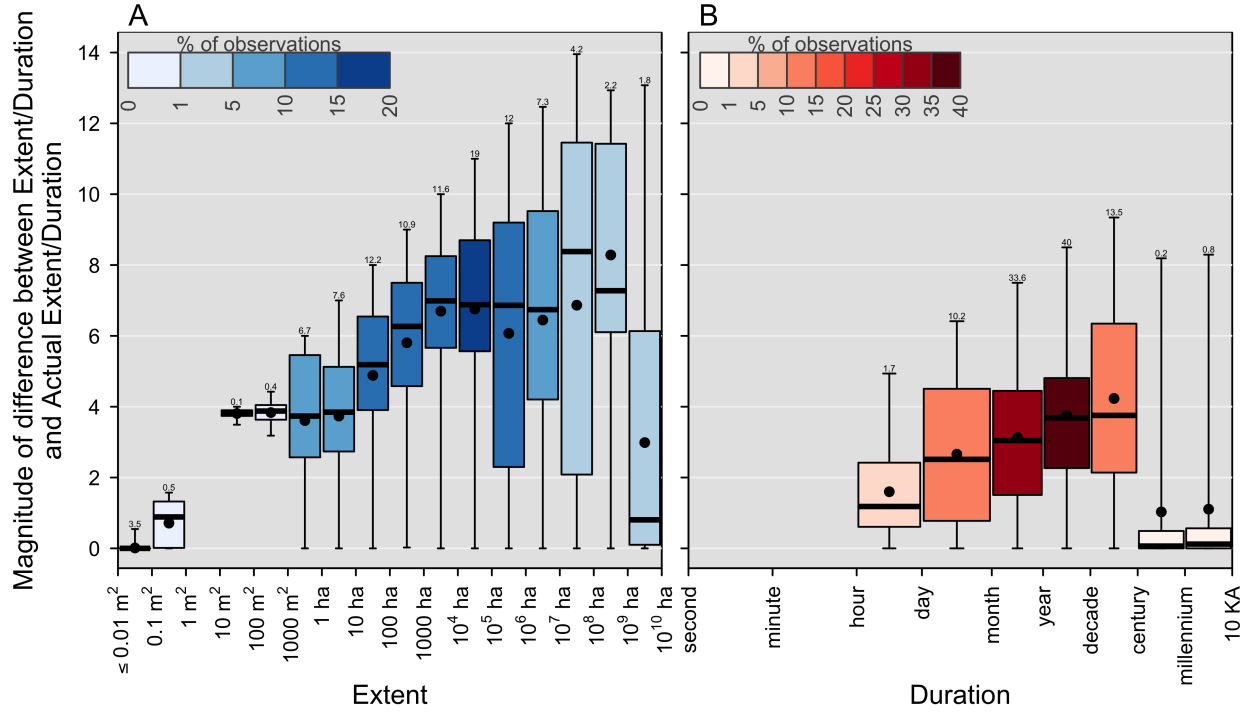 A
B
Magnitude of difference between Extent/Duration
and Actual Extent/Duration
14
12
10
8
6
4
2
0
% of observations
0 1 5 10 15 20
3.5
0.5
0.1
0.4
6.7
7.6
12.2
10.9
11.6
19
12
7.3
4.2
2.2
1.8
≤ 0.01 m²
0.1 m²
1 m²
10 m²
100 m²
1000 m²
1 ha
10 ha
100 ha
1000 ha
10⁴ ha
10⁵ ha
10⁶ ha
10⁷ ha
10⁸ ha
10⁹ ha
10¹⁰ ha
Extent
% of observations
0 1 5 10 15 20 25 30 35 40
1.7
10.2
33.6
40
13.5
0.2
0.8
second
minute
hour
day
month
year
decade
century
millennium
10 KA
Duration